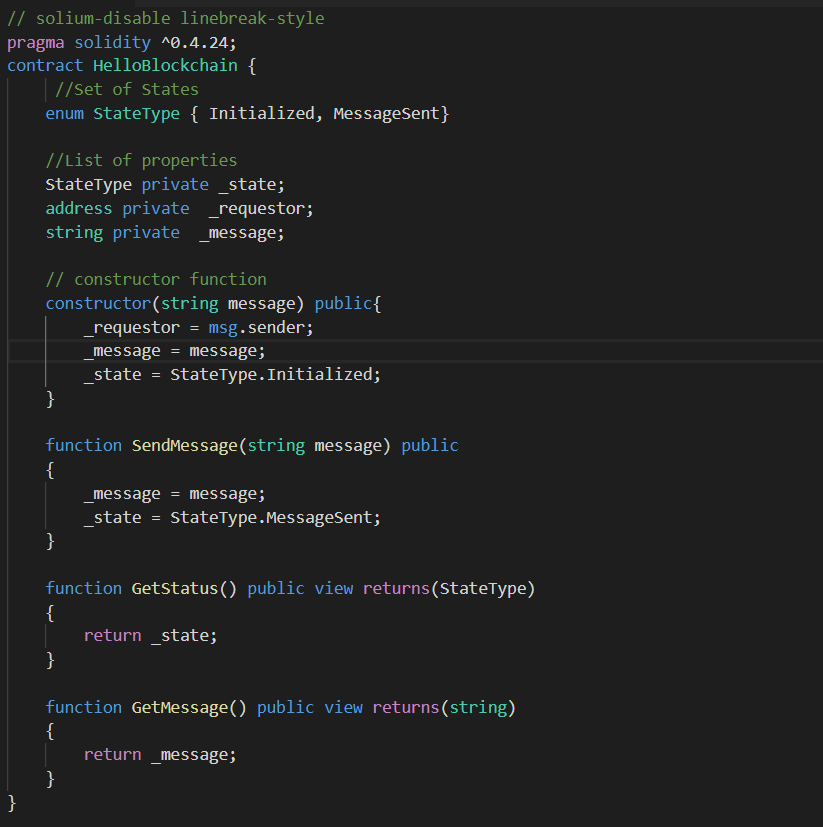 // solium-disable linebreak-style
pragma solidity ^0.4.24;
contract HelloBlockchain {
     //Set of States
    enum StateType { Initialized, MessageSent}

    //List of properties
    StateType private _state;
    address private  _requestor;
    string private  _message;

    // constructor function
    constructor(string message) public{
        _requestor = msg.sender;
        _message = message;
        _state = StateType.Initialized;
    }

    function SendMessage(string message) public
    {
        _message = message;
        _state = StateType.MessageSent;
    }

    function GetStatus() public view returns(StateType)
    {
        return _state;
    }

    function GetMessage() public view returns(string)
    {
        return _message;
    }
}